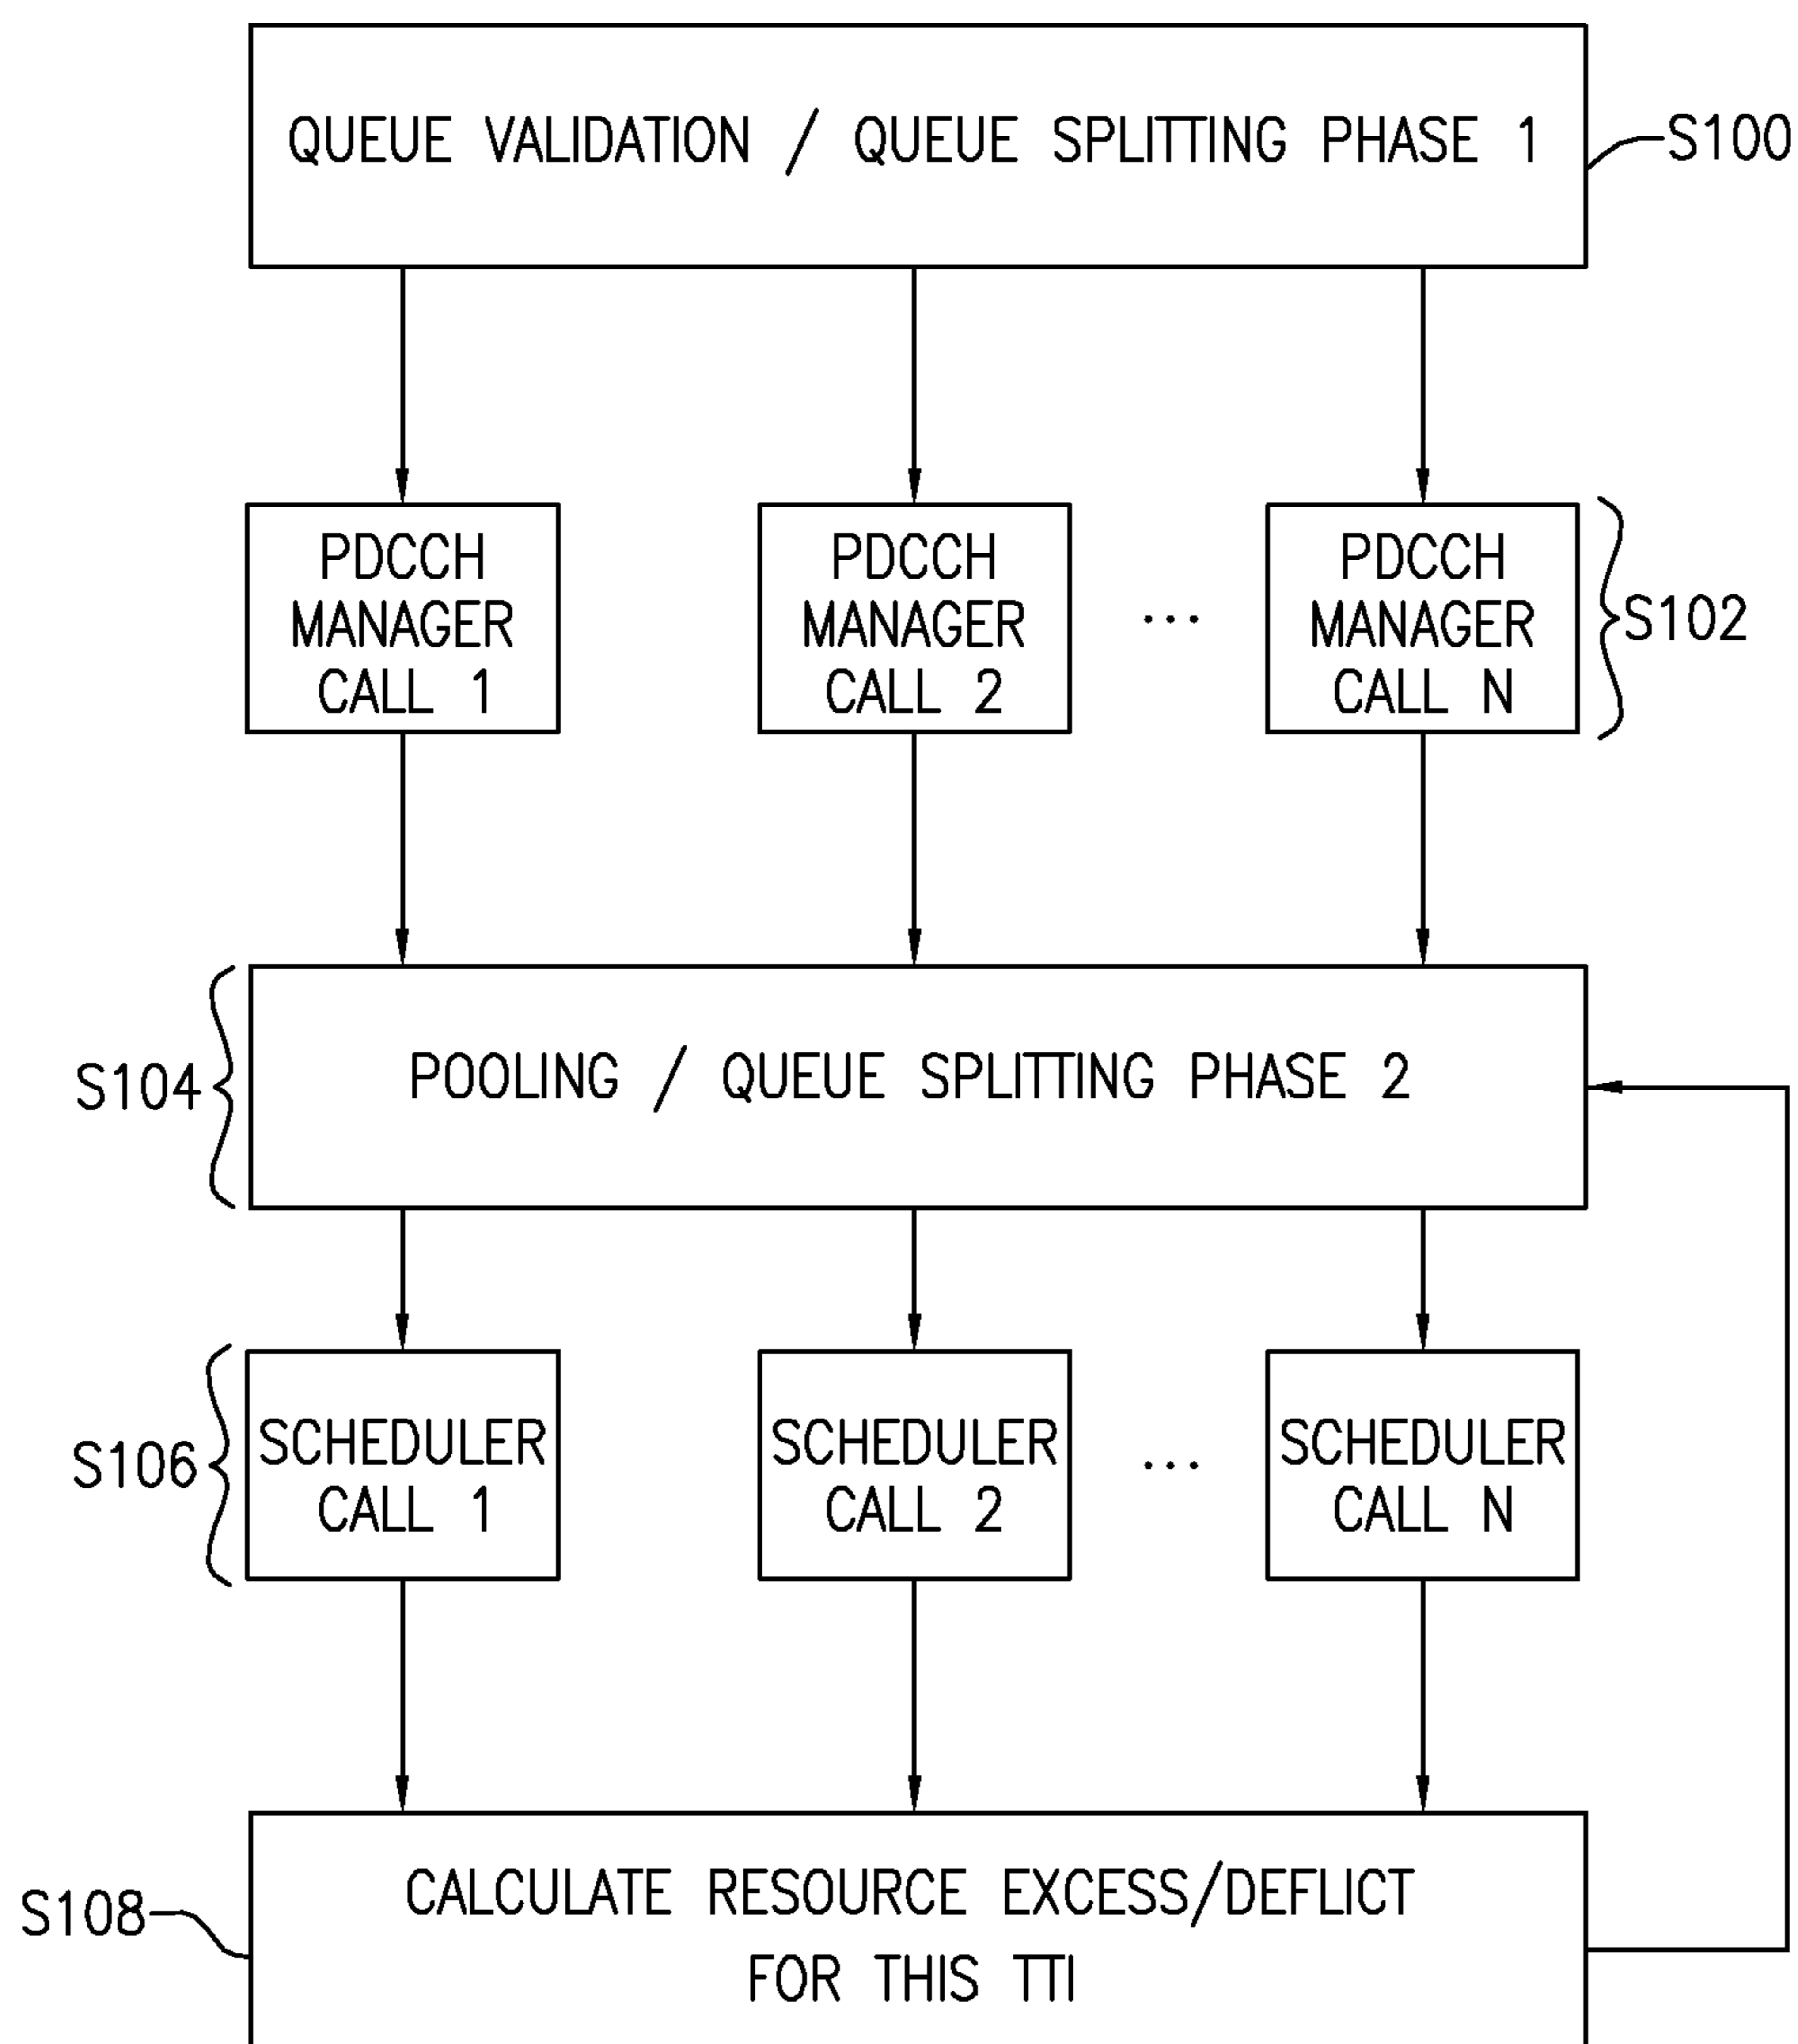 QUEUE VALIDATION / QUEUE SPLITTING PHASE 1
S100
PDCCH
MANAGER
CALL 1
PDCCH
MANAGER
CALL 2
...
PDCCH
MANAGER
CALL N
S102
S104
POOLING / QUEUE SPLITTING PHASE 2
S106
SCHEDULER
CALL 1
SCHEDULER
CALL 2
...
SCHEDULER
CALL N
S108
CALCULATE RESOURCE EXCESS/DEFLICT
FOR THIS TTI